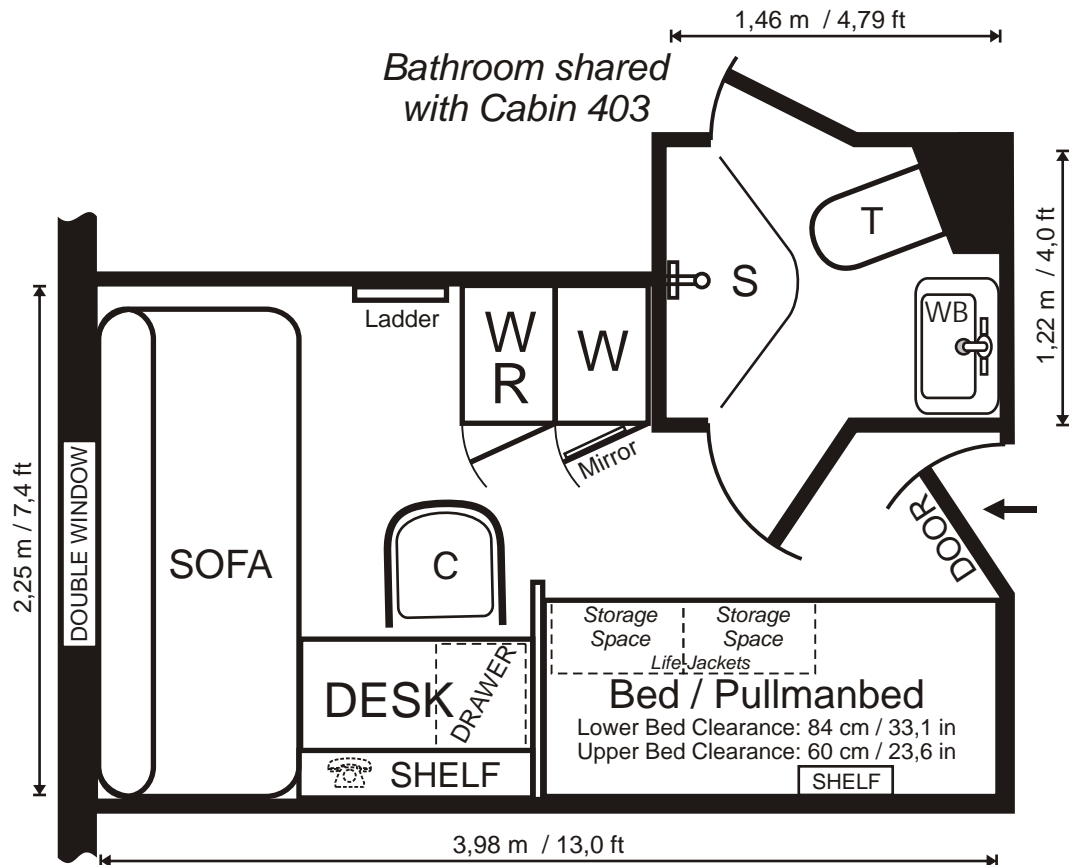 1,46 m / 4,79 ft
Bathroom shared
with Cabin 403
T
S
1,22 m / 4,0 ft
WB
Ladder
W
R
W
Mirror
2,25 m / 7,4 ft
DOUBLE WINDOW
SOFA
C
DOOR
Storage
Space
Storage
Space
Life-Jackets
DESK
DRAWER
Bed / Pullmanbed
Lower Bed Clearance: 84 cm / 33,1 in
Upper Bed Clearance: 60 cm / 23,6 in
SHELF
SHELF
3,98 m / 13,0 ft